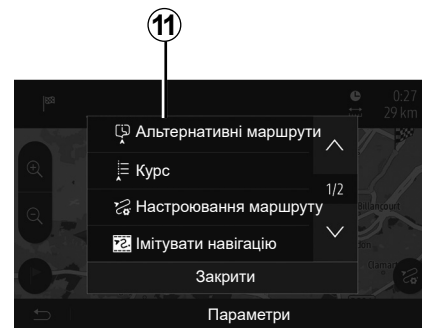 11
0:27
29 km
Альтернативні маршрути
Курс
1/2
Настроювання маршруту
Імітувати навігацію
Закрити
Параметри